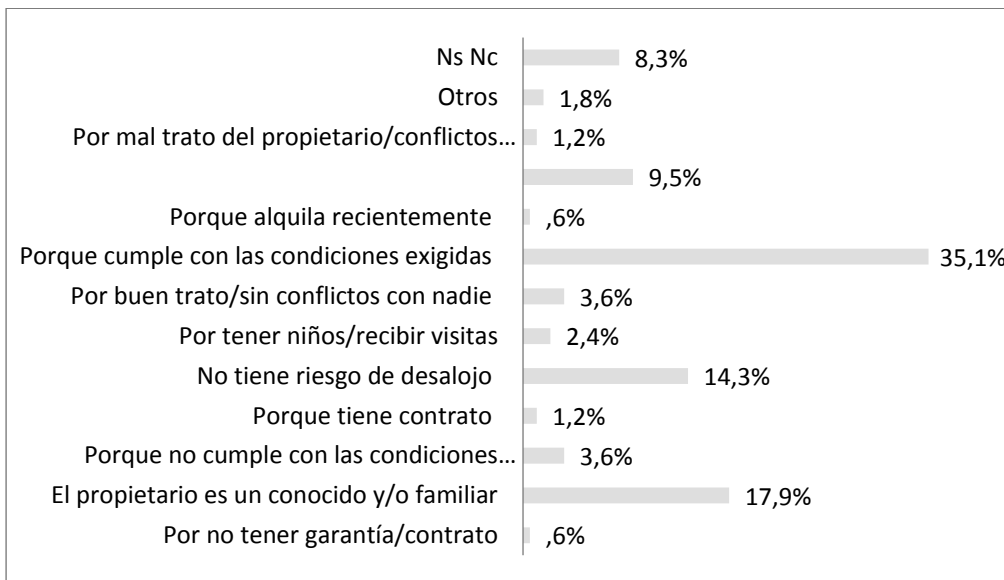 Ns Nc 8,3%
Otros 1,8%
Por mal trato del propietario/conflictos… 1,2%
9,5%
Porque alquila recientemente ,6%
Porque cumple con las condiciones exigidas 35,1%
Por buen trato/sin conflictos con nadie 3,6%
Por tener niños/recibir visitas 2,4%
No tiene riesgo de desalojo 14,3%
Porque tiene contrato 1,2%
Porque no cumple con las condiciones… 3,6%
El propietario es un conocido y/o familiar 17,9%
Por no tener garantía/contrato ,6%